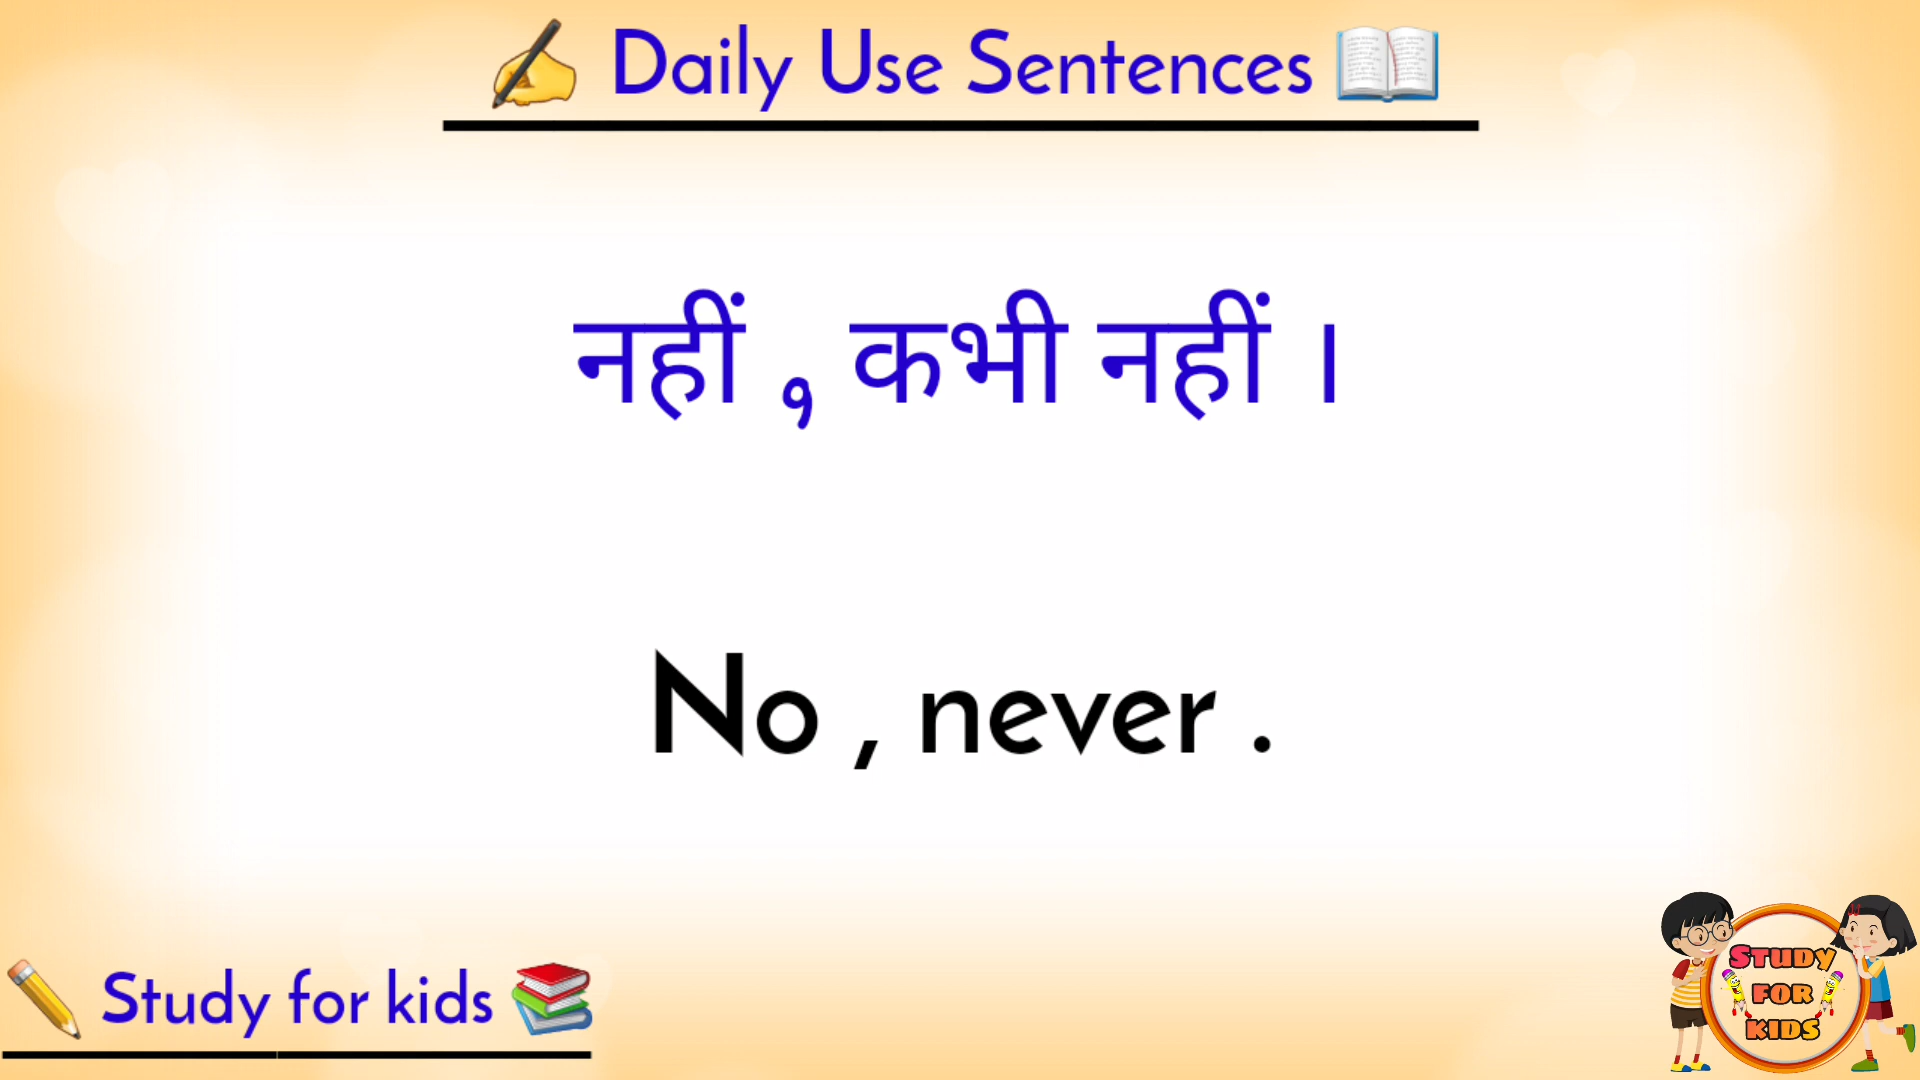 ✍️ Daily Use Sentences 📖
नहीं , कभी नहीं ।
No , never .
✏️ Study for kids 📚
STUDY
FOR
KIDS